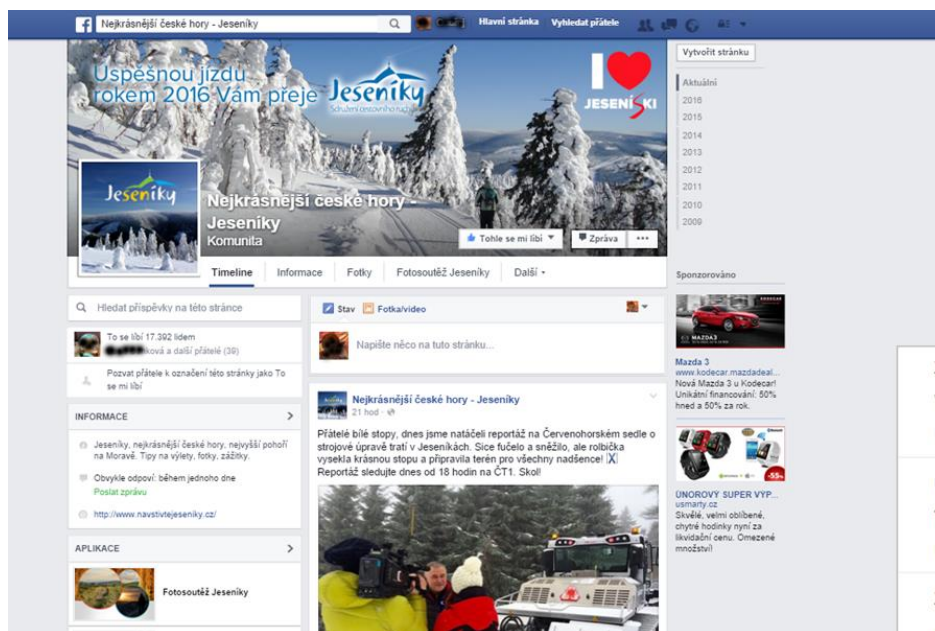 Nejkrásnější české hory - Jeseníky
Hlavní stránka
Vyhledat přátele
Úspěšnou jízdu
rokem 2016 Vám přeje
Jeseníky
Sdružení cestovního ruchu
I
JESENÍSKI
Jeseníky
Nejkrásnější české hory -
Jeseníky
Komunita
Tohle se mi líbí
Zpráva
Timeline
Informace
Fotky
Fotosoutěž Jeseníky
Další
Vytvořit stránku
Aktuální
2016
2015
2014
2013
2012
2011
2010
2009
Hledat příspěvky na této stránce
To se líbí 17.392 lidem
ková a další přátelé (39)
Pozvat přátele k označení této stránky jako To
se mi líbí
INFORMACE
Jeseníky, nejkrásnější české hory, nejvyšší pohoří
na Moravě. Tipy na výlety, fotky, zážitky.
Obvykle odpoví: během jednoho dne
Poslat zprávu
http://www.navstivtejeseniky.cz/
APLIKACE
Fotosoutěž Jeseníky
Stav
Fotka/video
Napište něco na tuto stránku...
Nejkrásnější české hory - Jeseníky
21 hod
Přátelé bílé stopy, dnes jsme natáčeli reportáž na Červenohorském sedle o
strojové úpravě tratí v Jeseníkách. Sice fučelo a sněžilo, ale rolbička
vysekla krásnou stopu a připravila terén pro všechny nadšence!
Reportáž sledujte dnes od 18 hodin na ČT1. Skol!
Sponzorováno
KODECAR
MAZDA3
Mazda 3
www.kodecar.mazdadeal...
Nová Mazda 3 u Kodecar!
Unikátní financování: 50%
hned a 50% za rok.
-55%
ÚNOROVÝ SUPER VÝP...
usmarty.cz
Skvělé, velmi oblíbené,
chytré hodinky nyní za
likvidační cenu. Omezené
množství!